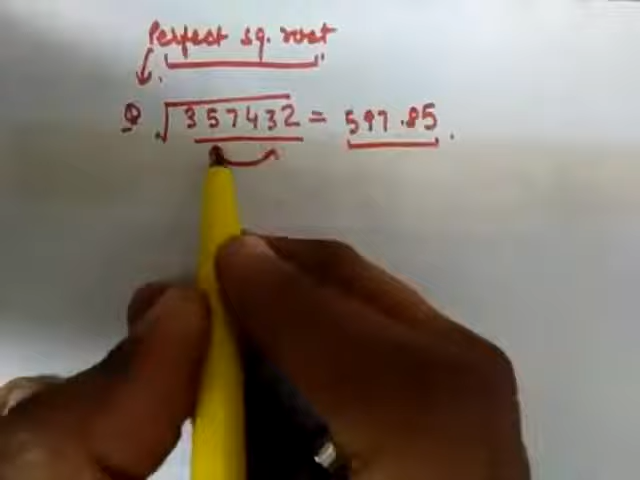 Perfect sq. root
Q √357432 = 597.85.